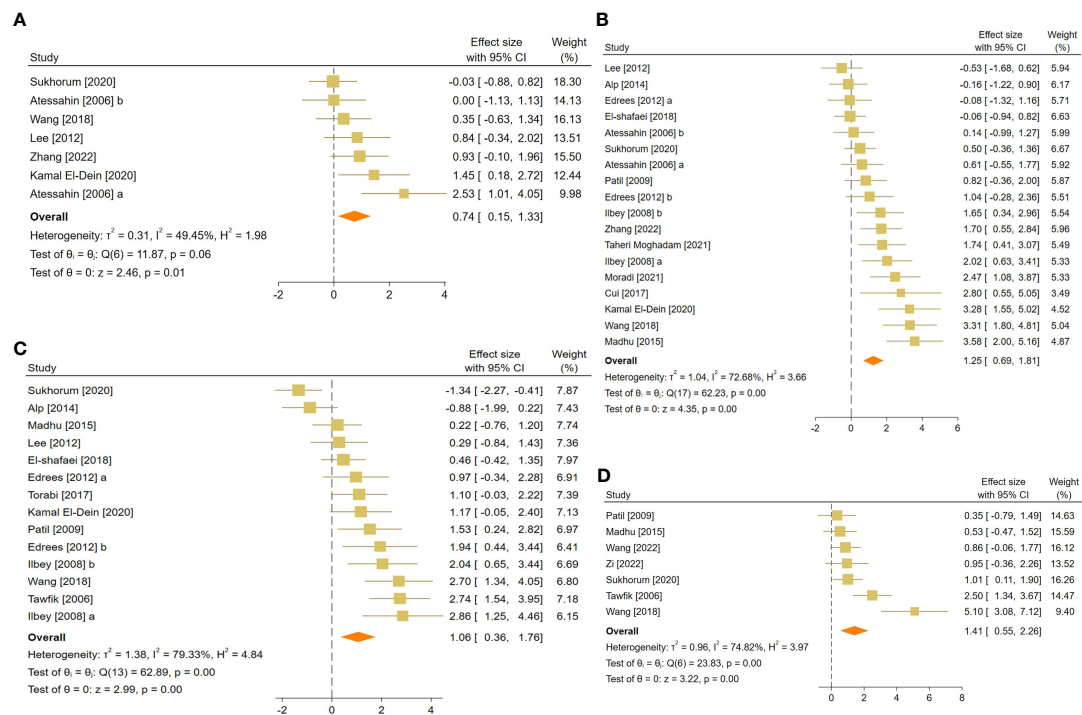 A
Effect size Weight
Study with 95% CI (%)
Sukhorum [2020] -0.03 [ -0.88, 0.82] 18.30
Atessahin [2006] b 0.00 [ -1.13, 1.13] 14.13
Wang [2018] 0.35 [ -0.63, 1.34] 16.13
Lee [2012] 0.84 [ -0.34, 2.02] 13.51
Zhang [2022] 0.93 [ -0.10, 1.96] 15.50
Kamal El-Dein [2020] 1.45 [ 0.18, 2.72] 12.44
Atessahin [2006] a 2.53 [ 1.01, 4.05] 9.98
Overall 0.74 [ 0.15, 1.33]
Heterogeneity: τ² = 0.31, I² = 49.45%, H² = 1.98
Test of θᵢ = θⱼ: Q(6) = 11.87, p = 0.06
Test of θ = 0: z = 2.46, p = 0.01
-2 0 2 4
B
Effect size Weight
Study with 95% CI (%)
Lee [2012] -0.53 [ -1.68, 0.62] 5.94
Alp [2014] -0.16 [ -1.22, 0.90] 6.17
Edrees [2012] a -0.08 [ -1.32, 1.16] 5.71
El-shafaei [2018] -0.06 [ -0.94, 0.82] 6.63
Atessahin [2006] b 0.14 [ -0.99, 1.27] 5.99
Sukhorum [2020] 0.50 [ -0.36, 1.36] 6.67
Atessahin [2006] a 0.61 [ -0.55, 1.77] 5.92
Patil [2009] 0.82 [ -0.36, 2.00] 5.87
Edrees [2012] b 1.04 [ -0.28, 2.36] 5.51
Ilbey [2008] b 1.65 [ 0.34, 2.96] 5.54
Zhang [2022] 1.70 [ 0.55, 2.84] 5.96
Taheri Moghadam [2021] 1.74 [ 0.41, 3.07] 5.49
Ilbey [2008] a 2.02 [ 0.63, 3.41] 5.33
Moradi [2021] 2.47 [ 1.08, 3.87] 5.33
Cui [2017] 2.80 [ 0.55, 5.05] 3.49
Kamal El-Dein [2020] 3.28 [ 1.55, 5.02] 4.52
Wang [2018] 3.31 [ 1.80, 4.81] 5.04
Madhu [2015] 3.58 [ 2.00, 5.16] 4.87
Overall 1.25 [ 0.69, 1.81]
Heterogeneity: τ² = 1.04, I² = 72.68%, H² = 3.66
Test of θᵢ = θⱼ: Q(17) = 62.23, p = 0.00
Test of θ = 0: z = 4.35, p = 0.00
-2 0 2 4 6
C
Effect size Weight
Study with 95% CI (%)
Sukhorum [2020] -1.34 [ -2.27, -0.41] 7.87
Alp [2014] -0.88 [ -1.99, 0.22] 7.43
Madhu [2015] 0.22 [ -0.76, 1.20] 7.74
Lee [2012] 0.29 [ -0.84, 1.43] 7.36
El-shafaei [2018] 0.46 [ -0.42, 1.35] 7.97
Edrees [2012] a 0.97 [ -0.34, 2.28] 6.91
Torabi [2017] 1.10 [ -0.03, 2.22] 7.39
Kamal El-Dein [2020] 1.17 [ -0.05, 2.40] 7.12
Patil [2009] 1.53 [ 0.24, 2.82] 6.97
Edrees [2012] b 1.94 [ 0.44, 3.44] 6.41
Ilbey [2008] b 2.04 [ 0.65, 3.44] 6.69
Wang [2018] 2.70 [ 1.34, 4.05] 6.80
Tawfik [2006] 2.74 [ 1.54, 3.95] 7.18
Ilbey [2008] a 2.86 [ 1.25, 4.46] 6.15
Overall 1.06 [ 0.36, 1.76]
Heterogeneity: τ² = 1.38, I² = 79.33%, H² = 4.84
Test of θᵢ = θⱼ: Q(13) = 62.89, p = 0.00
Test of θ = 0: z = 2.99, p = 0.00
-2 0 2 4
D
Effect size Weight
Study with 95% CI (%)
Patil [2009] 0.35 [ -0.79, 1.49] 14.63
Madhu [2015] 0.53 [ -0.47, 1.52] 15.59
Wang [2022] 0.86 [ -0.06, 1.77] 16.12
Zi [2022] 0.95 [ -0.36, 2.26] 13.52
Sukhorum [2020] 1.01 [ 0.11, 1.90] 16.26
Tawfik [2006] 2.50 [ 1.34, 3.67] 14.47
Wang [2018] 5.10 [ 3.08, 7.12] 9.40
Overall 1.41 [ 0.55, 2.26]
Heterogeneity: τ² = 0.96, I² = 74.82%, H² = 3.97
Test of θᵢ = θⱼ: Q(6) = 23.83, p = 0.00
Test of θ = 0: z = 3.22, p = 0.00
0 2 4 6 8